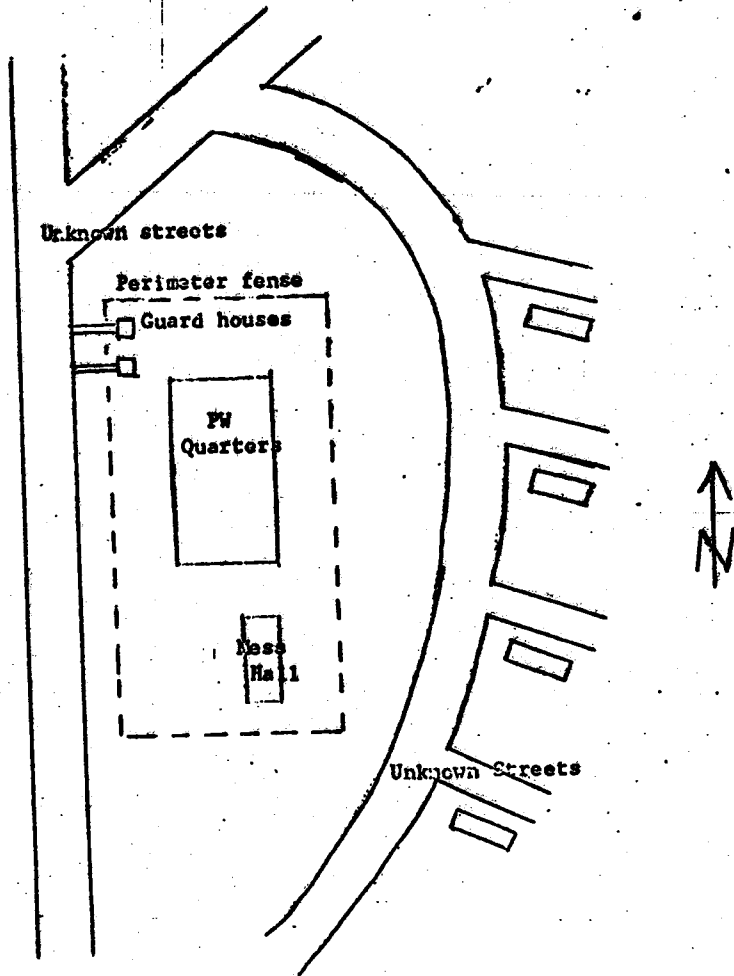 Unknown streets
Perimeter fense
Guard houses
PW
Quarters
Mess
Hall
N
Unknown Streets